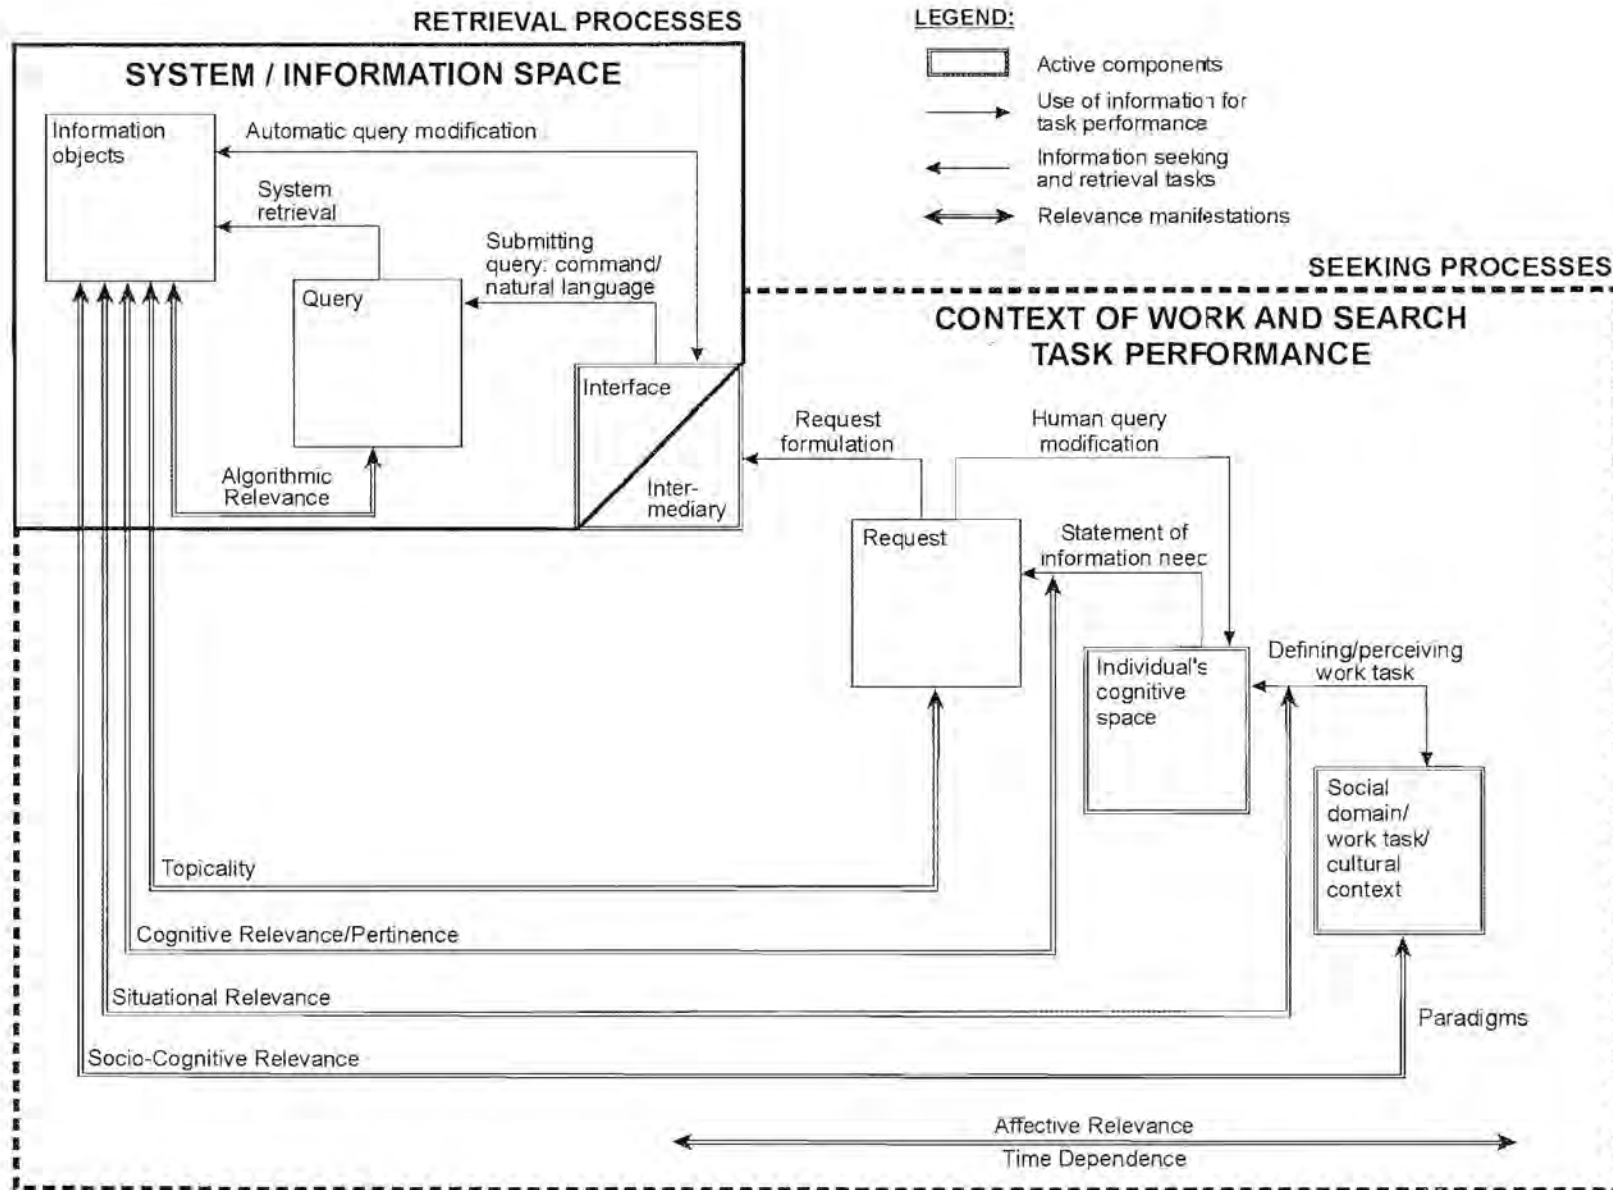 RETRIEVAL PROCESSES
LEGEND:
SYSTEM / INFORMATION SPACE
Active components
Use of information for
task performance
Information seeking
and retrieval tasks
Relevance manifestations
Information
objects
Automatic query modification
System
retrieval
Submitting
query: command/
natural language
Query
Interface
Inter-
mediary
Algorithmic
Relevance
SEEKING PROCESSES
CONTEXT OF WORK AND SEARCH
TASK PERFORMANCE
Request
formulation
Human query
modification
Request
Statement of
information need
Individual's
cognitive
space
Defining/perceiving
work task
Social
domain/
work task/
cultural
context
Topicality
Cognitive Relevance/Pertinence
Situational Relevance
Socio-Cognitive Relevance
Paradigms
Affective Relevance
Time Dependence